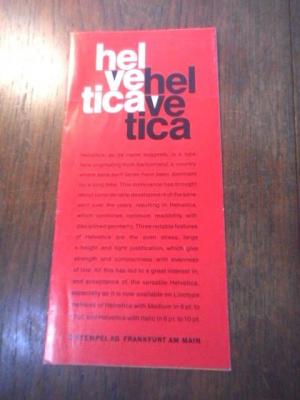 hel
ve
tica
hel
ve
tica
Helvetica, as its name suggests, is a type-
face originating from Switzerland, a country
where sans serif faces have been dominant
for a long time. This dominance has brought
about considerable development of the sans
serif over the years, resulting in Helvetica,
which combines optimum readability with
disciplined geometry. Three notable features
of Helvetica are the even stress, large
x-height and tight justification, which give
strength and compactness with evenness
of line. All this has led to a great interest in,
and acceptance of, the versatile Helvetica,
especially as it is now available on Linotype
matrices of Helvetica with Medium in 6 pt. to
pt. and Helvetica with Italic in 6 pt. to 10 pt.
STEMPEL AG FRANKFURT AM MAIN